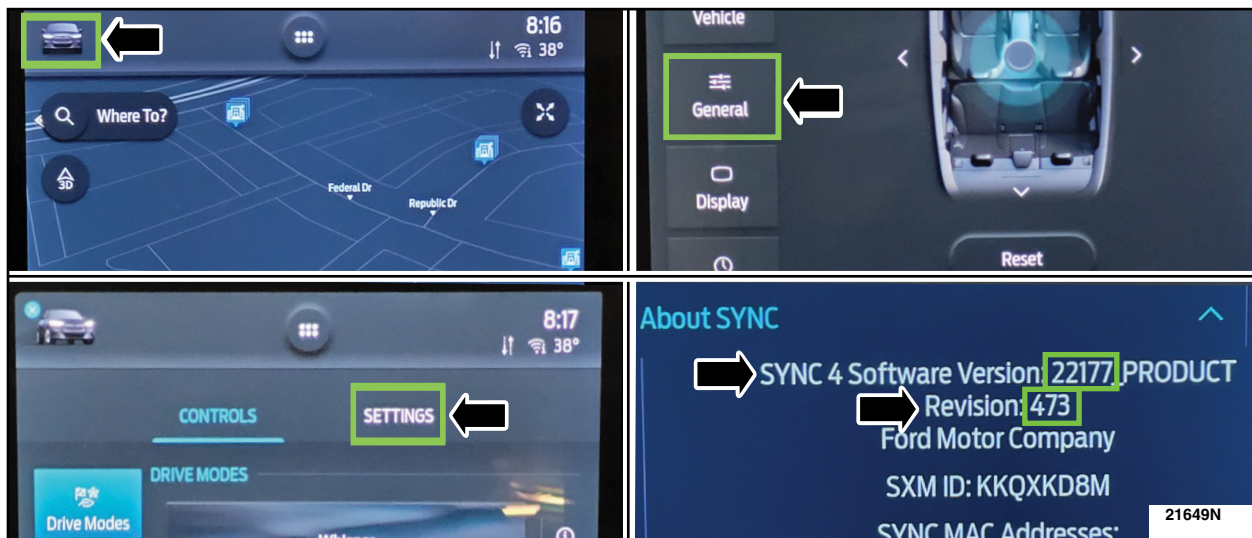 8:16
38°
Where To?
3D
Federal Dr
Republic Dr
Vehicle
General
Display
Reset
8:17
38°
CONTROLS
SETTINGS
DRIVE MODES
Drive Modes
About SYNC
SYNC 4 Software Version: 22177_PRODUCT
Revision: 473
Ford Motor Company
SXM ID: KKQXKD8M
SYNC MAC Addresses:
21649N